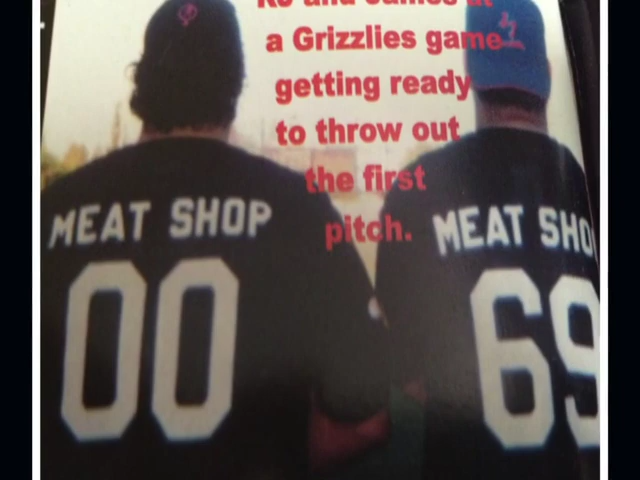 a Grizzlies game
getting ready
to throw out
the first
pitch.
MEAT SHOP
00
MEAT SHO
69